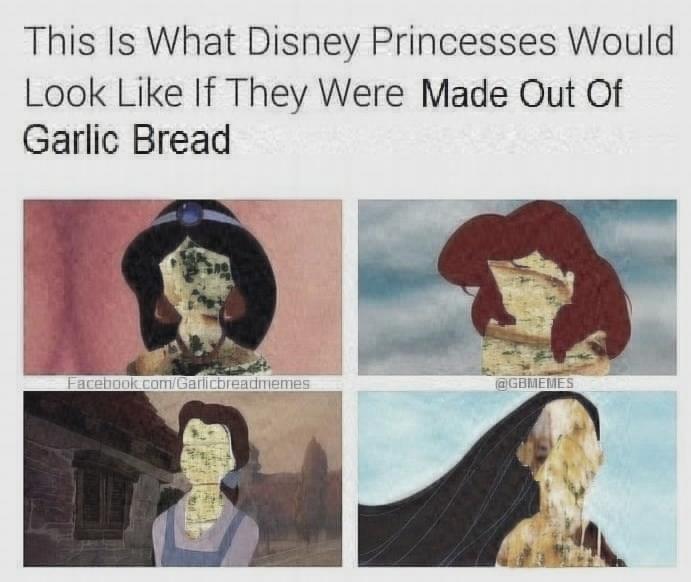 This Is What Disney Princesses Would
Look Like If They Were Made Out Of
Garlic Bread
Facebook.com/Garlicbreadmemes
@GBMEMES